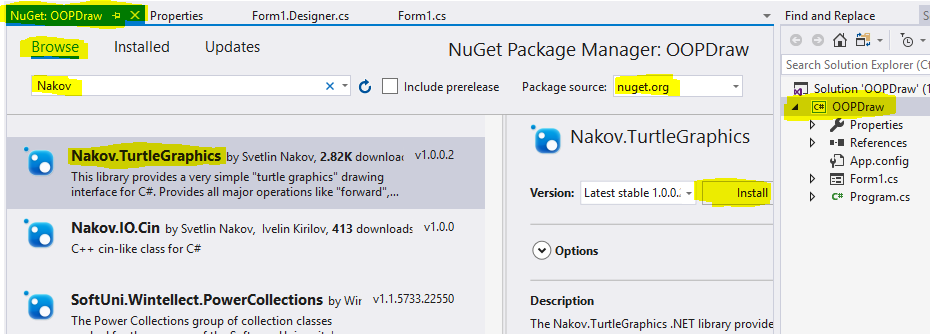 NuGet: OOPDraw
Properties
Form1.Designer.cs
Form1.cs
Browse
Installed
Updates
NuGet Package Manager: OOPDraw
Nakov
Include prerelease
Package source:
nuget.org
Nakov.TurtleGraphics by Svetlin Nakov, 2.82K downloa
v1.0.0.2
This library provides a very simple "turtle graphics" drawing
interface for C#. Provides all major operations like "forward",...
Nakov.IO.Cin by Svetlin Nakov, Ivelin Kirilov, 413 downloads
v1.0.0
C++ cin-like class for C#
SoftUni.Wintellect.PowerCollections by Wir
v1.1.5733.22550
The Power Collections group of collection classes
Nakov.TurtleGraphics
Version:
Latest stable 1.0.0.
Install
Options
Description
The Nakov.TurtleGraphics .NET library provide
Find and Replace
Search Solution Explorer (Ct
Solution 'OOPDraw' (1
C# OOPDraw
Properties
References
App.config
Form1.cs
C# Program.cs